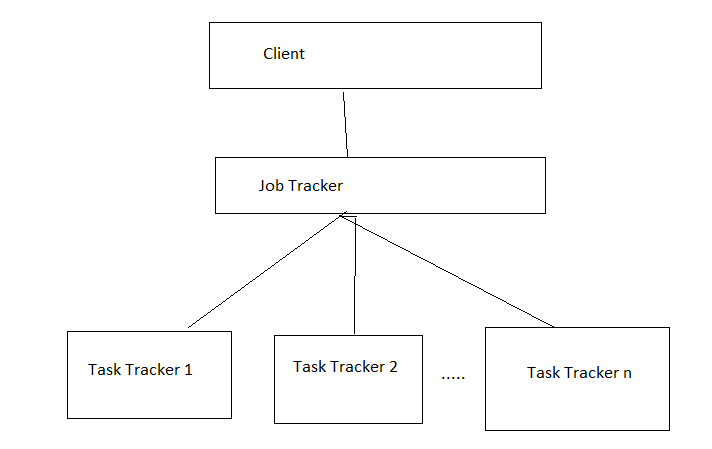 Client
Job Tracker
Task Tracker 1
Task Tracker 2
.....
Task Tracker n